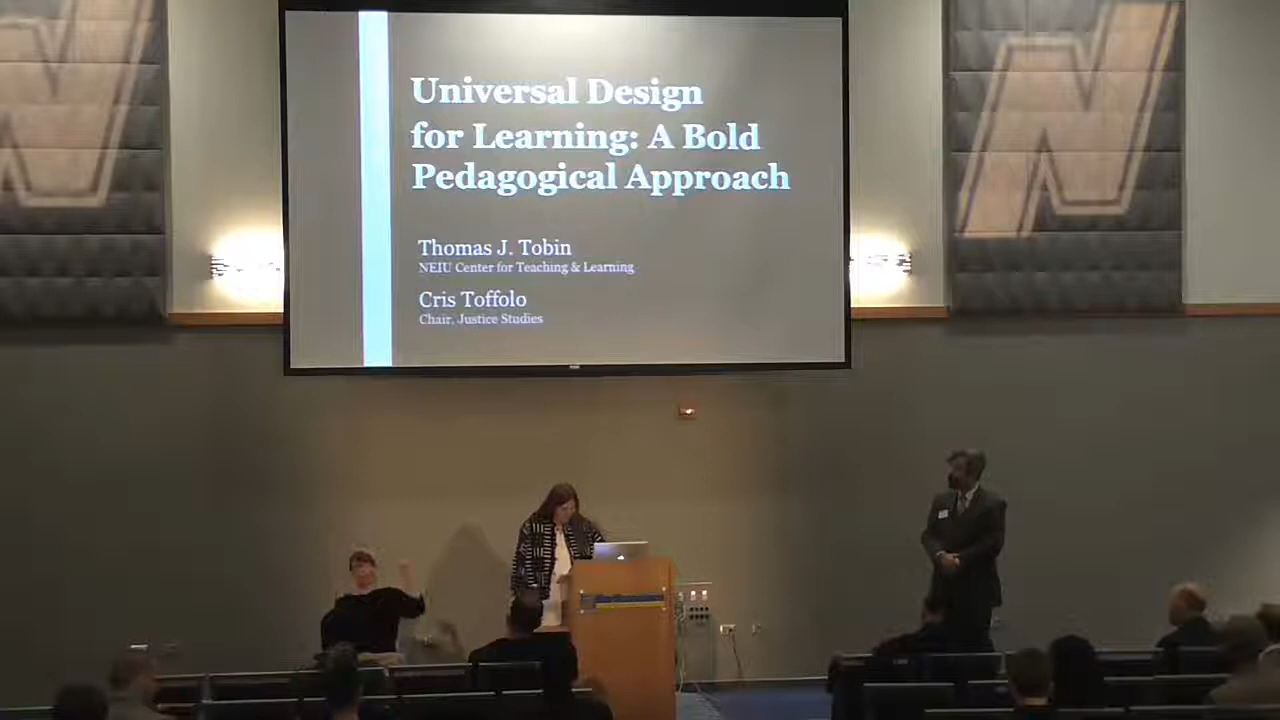 Universal Design
for Learning: A Bold
Pedagogical Approach
Thomas J. Tobin
NEIU Center for Teaching & Learning
Cris Toffolo
Chair, Justice Studies
N
N